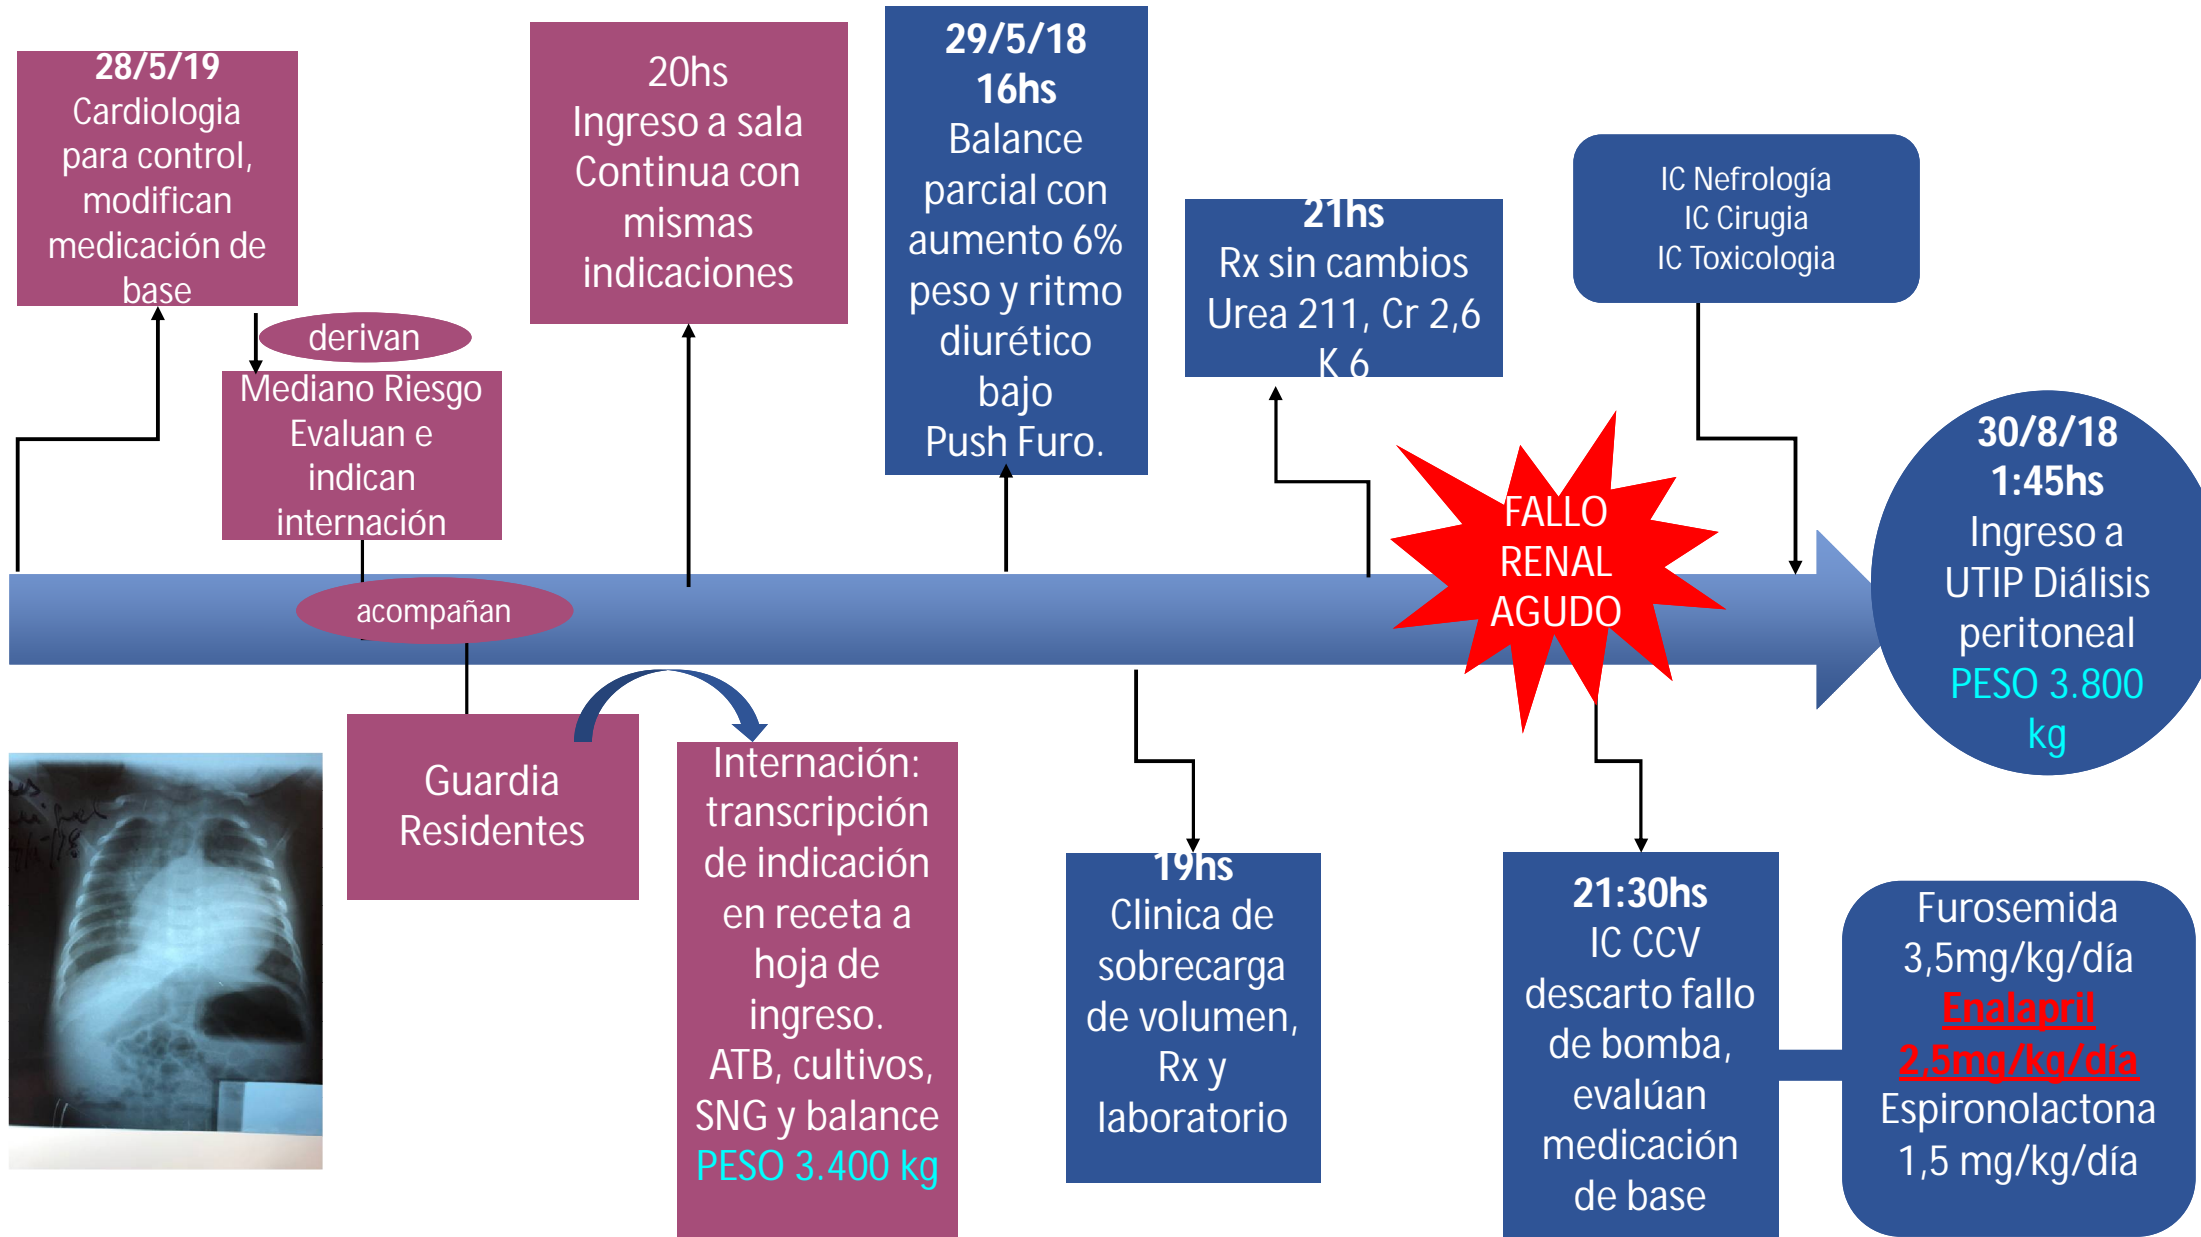 28/5/19
Cardiologia
para control,
modifican
medicación de
base
derivan
Mediano Riesgo
Evaluan e
indican
internación
acompañan
Guardia
Residentes
Internación:
transcripción
de indicación
en receta a
hoja de
ingreso.
ATB, cultivos,
SNG y balance
PESO 3.400 kg
20hs
Ingreso a sala
Continua con
mismas
indicaciones
29/5/18
16hs
Balance
parcial con
aumento 6%
peso y ritmo
diurético
bajo
Push Furo.
19hs
Clinica de
sobrecarga
de volumen,
Rx y
laboratorio
21hs
Rx sin cambios
Urea 211, Cr 2,6
K 6
FALLO
RENAL
AGUDO
21:30hs
IC CCV
descarto fallo
de bomba,
evalúan
medicación
de base
Furosemida
3,5mg/kg/día
Enalapril
2,5mg/kg/día
Espironolactona
1,5 mg/kg/día
IC Nefrología
IC Cirugia
IC Toxicologia
30/8/18
1:45hs
Ingreso a
UTIP Diálisis
peritoneal
PESO 3.800
kg